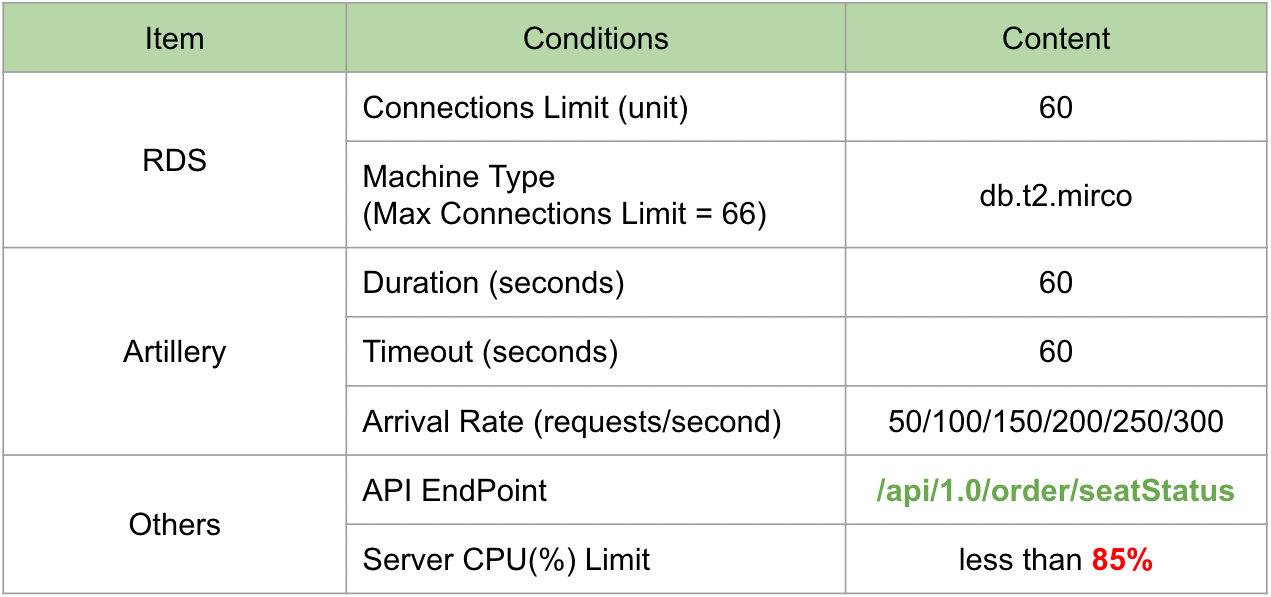 Item
Conditions
Content
RDS
Connections Limit (unit)
60
Machine Type
(Max Connections Limit = 66)
db.t2.mirco
Artillery
Duration (seconds)
60
Timeout (seconds)
60
Arrival Rate (requests/second)
50/100/150/200/250/300
Others
API EndPoint
/api/1.0/order/seatStatus
Server CPU(%) Limit
less than 85%